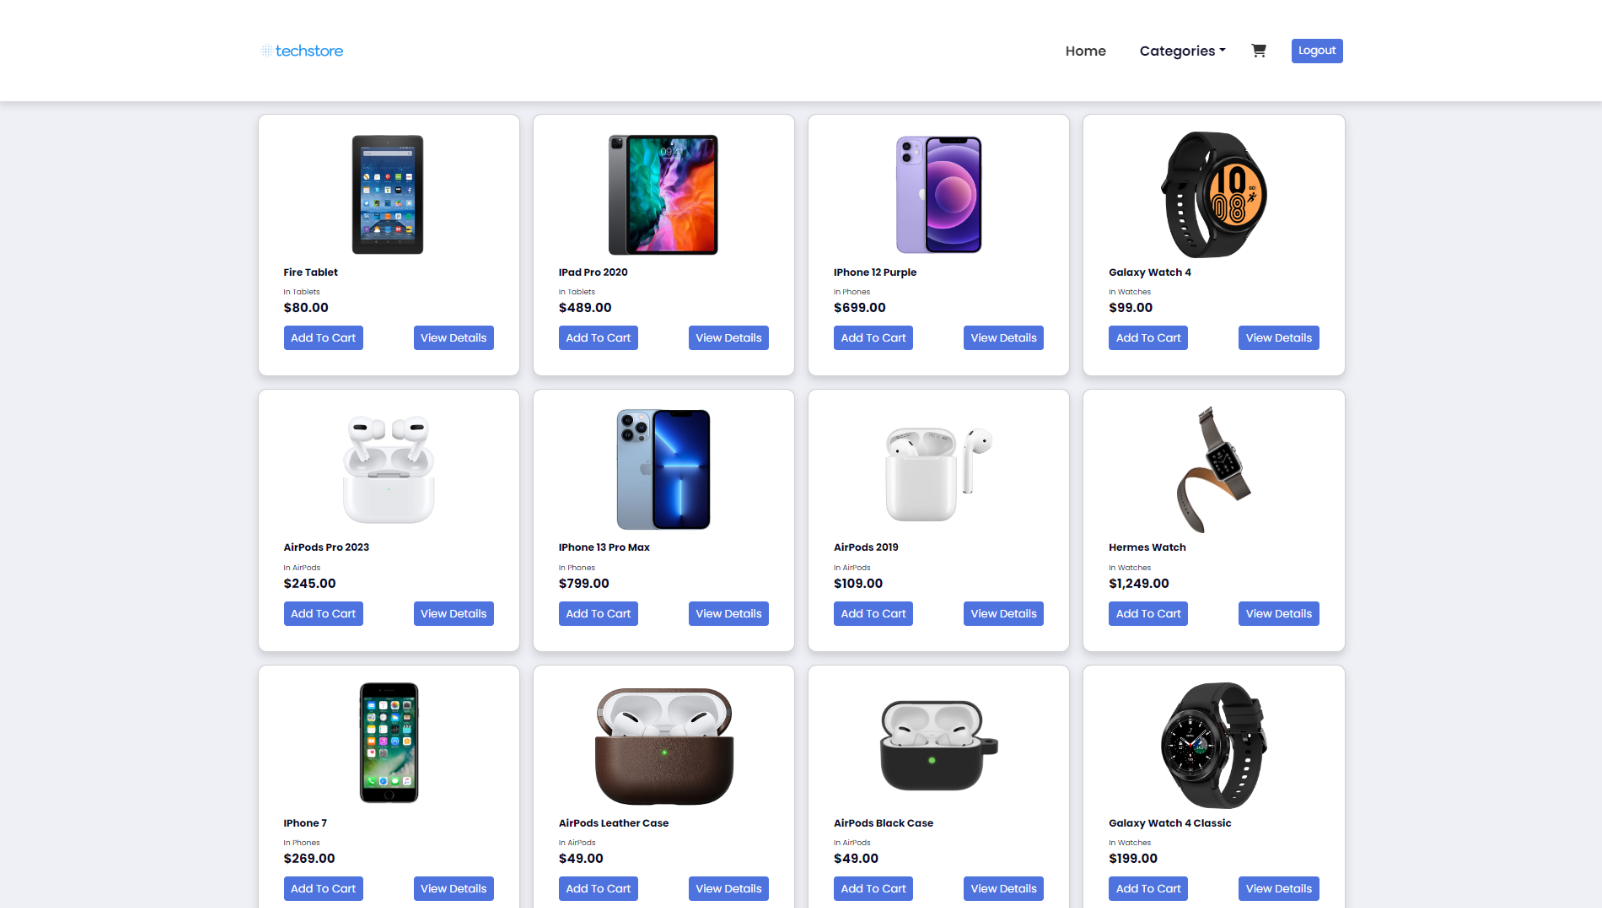 techstore
Home
Categories
Logout
Fire Tablet
In Tablets
$80.00
Add To Cart
View Details
09:41
IPad Pro 2020
In Tablets
$489.00
Add To Cart
View Details
IPhone 12 Purple
In Phones
$699.00
Add To Cart
View Details
10
08
Galaxy Watch 4
In Watches
$99.00
Add To Cart
View Details
AirPods Pro 2023
In AirPods
$245.00
Add To Cart
View Details
IPhone 13 Pro Max
In Phones
$799.00
Add To Cart
View Details
AirPods 2019
In AirPods
$109.00
Add To Cart
View Details
Hermes Watch
In Watches
$1,249.00
Add To Cart
View Details
IPhone 7
In Phones
$269.00
Add To Cart
View Details
AirPods Leather Case
In AirPods
$49.00
Add To Cart
View Details
AirPods Black Case
In AirPods
$49.00
Add To Cart
View Details
Galaxy Watch 4 Classic
In Watches
$199.00
Add To Cart
View Details